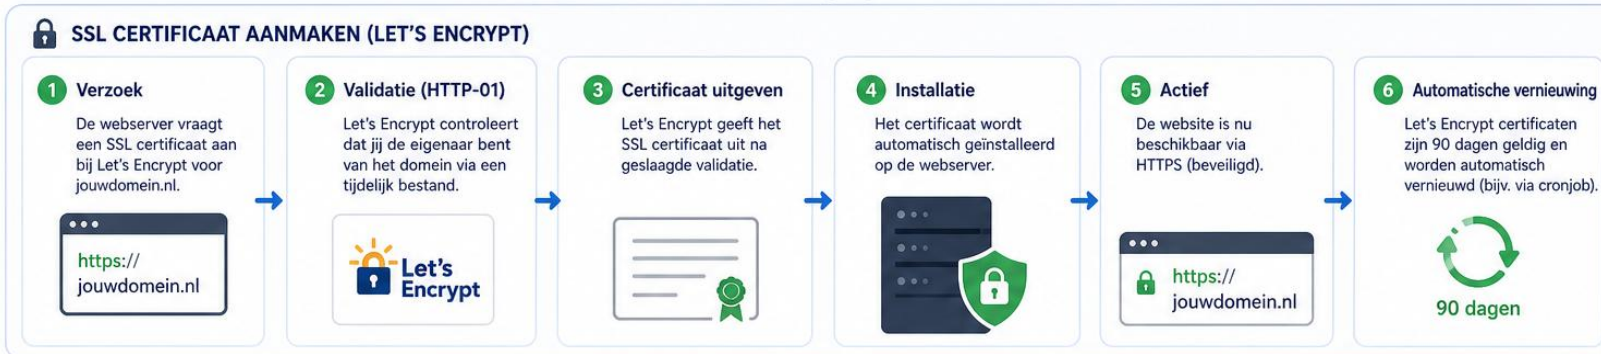 SSL CERTIFICAAT AANMAKEN (LET'S ENCRYPT)
1 Verzoek
De webserver vraagt
een SSL certificaat aan
bij Let's Encrypt voor
jouwdomein.nl.
https://
jouwdomein.nl
2 Validatie (HTTP-01)
Let's Encrypt controleert
dat jij de eigenaar bent
van het domein via een
tijdelijk bestand.
Let's
Encrypt
3 Certificaat uitgeven
Let's Encrypt geeft het
SSL certificaat uit na
geslaagde validatie.
4 Installatie
Het certificaat wordt
automatisch geïnstalleerd
op de webserver.
5 Actief
De website is nu
beschikbaar via
HTTPS (beveiligd).
https://
jouwdomein.nl
6 Automatische vernieuwing
Let's Encrypt certificaten
zijn 90 dagen geldig en
worden automatisch
vernieuwd (bijv. via cronjob).
90 dagen